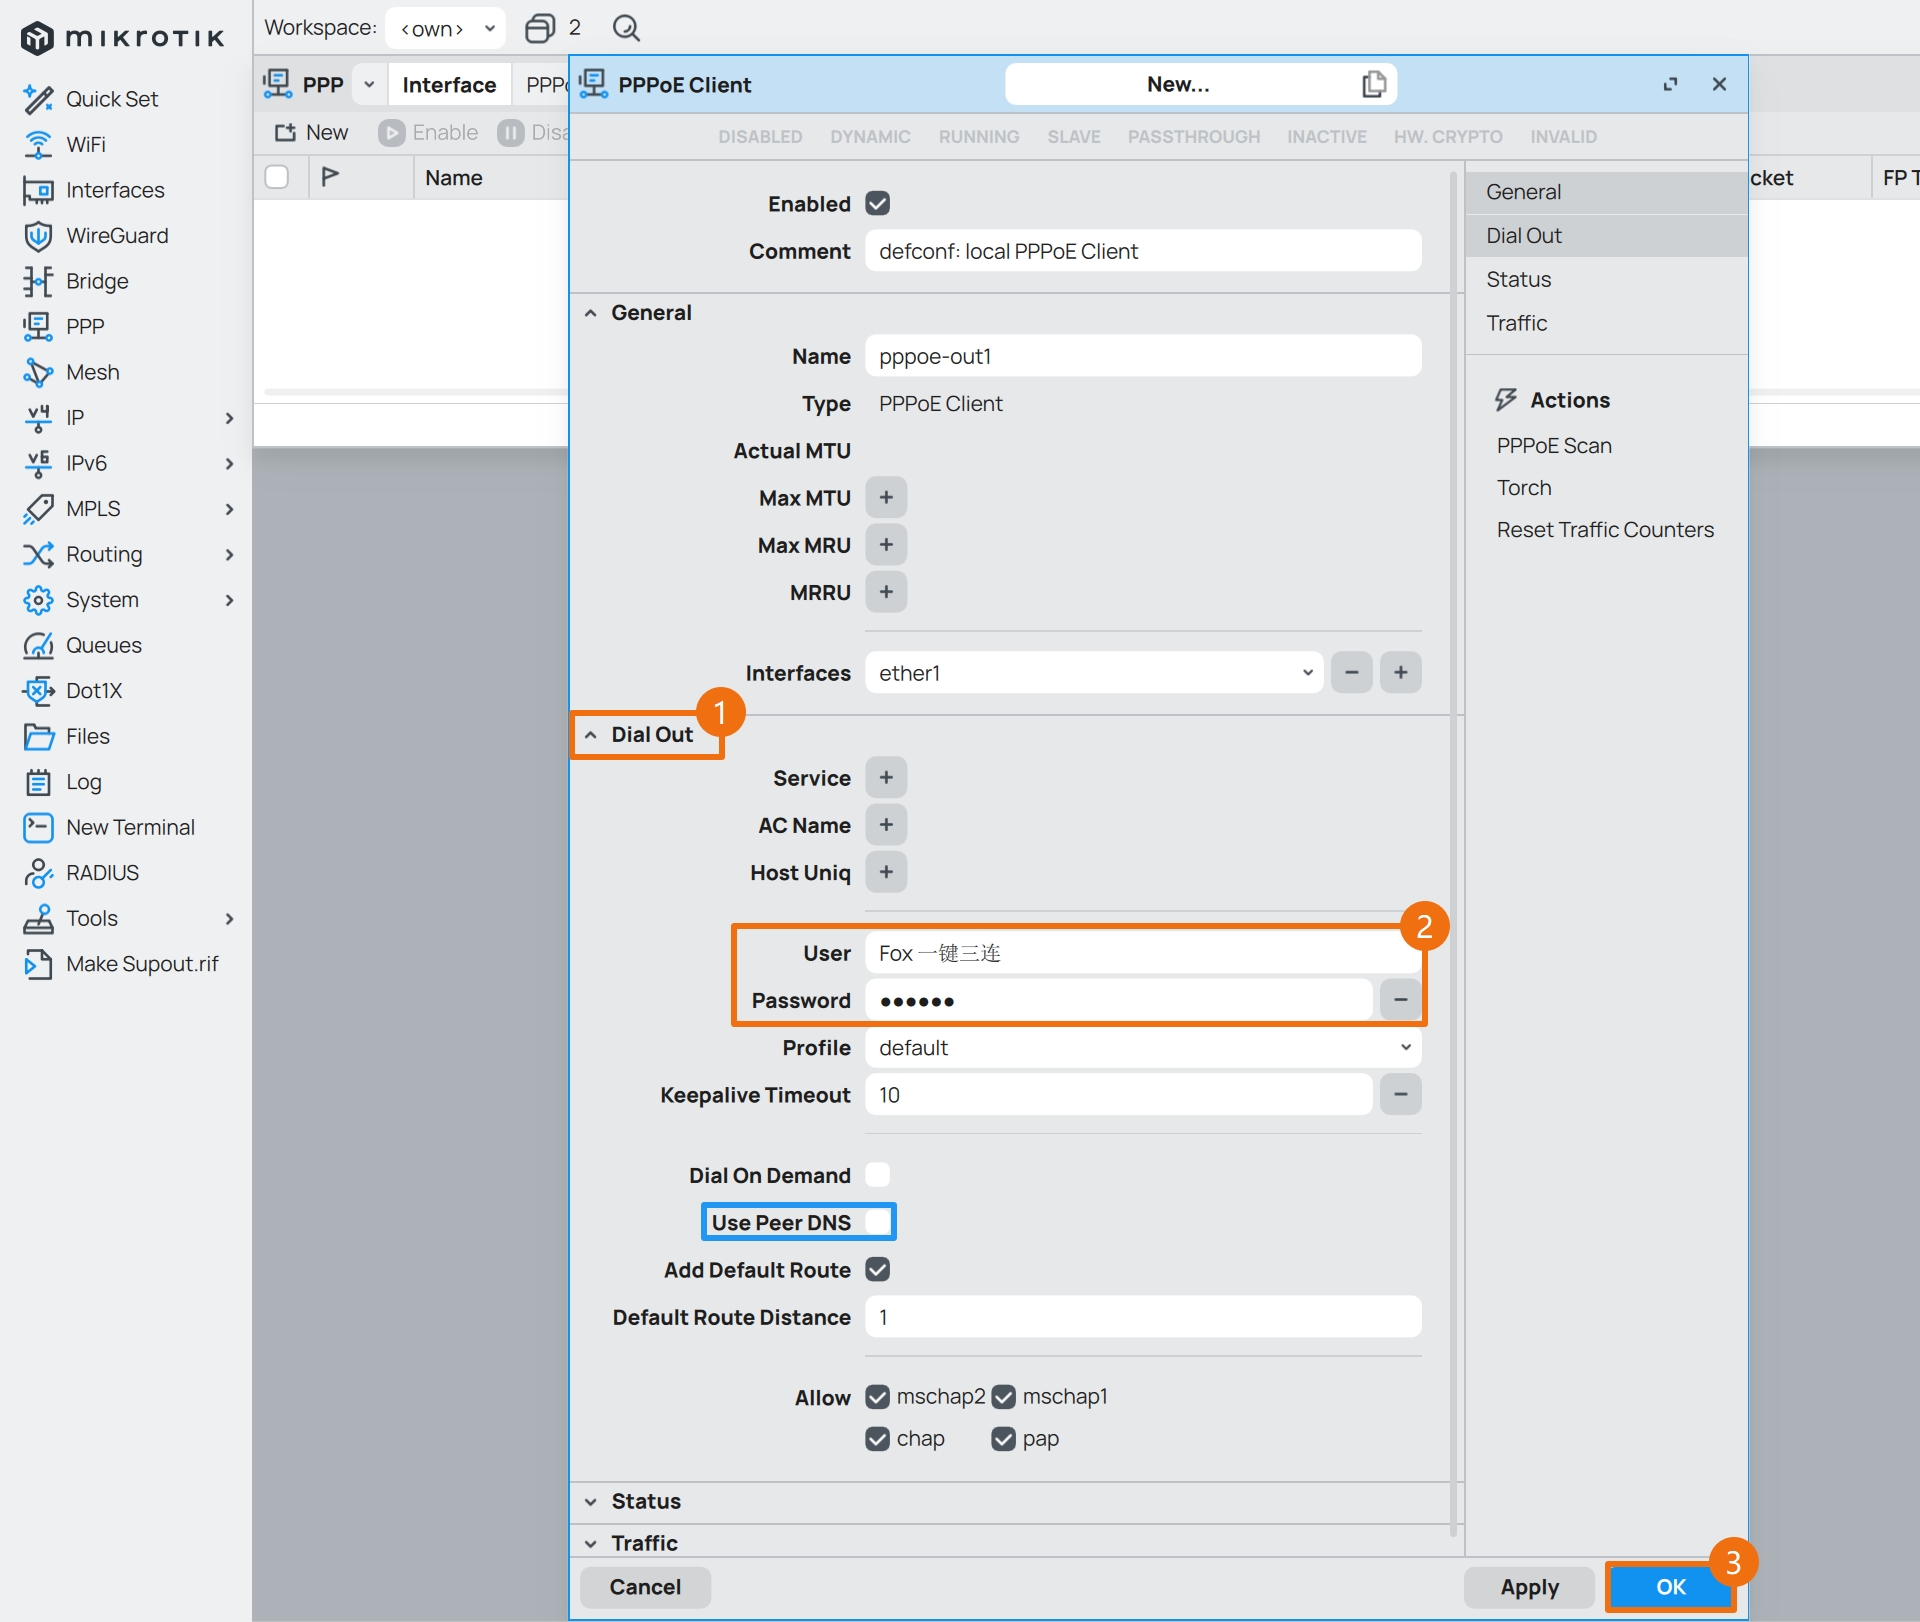 mikrotik
Workspace: <own> 2
Quick Set
WiFi
Interfaces
WireGuard
Bridge
PPP
Mesh
IP
IPv6
MPLS
Routing
System
Queues
Dot1X
Files
Log
New Terminal
RADIUS
Tools
Make Supout.rif
PPP Interface
New Enable
Name
cket
PPPoE Client New...
DISABLED DYNAMIC RUNNING SLAVE PASSTHROUGH INACTIVE HW. CRYPTO INVALID
Enabled
Comment defconf: local PPPoE Client
General
Name pppoe-out1
Type PPPoE Client
Actual MTU
Max MTU +
Max MRU +
MRRU +
Interfaces ether1 − +
1
Dial Out
Service +
AC Name +
Host Uniq +
2
User Fox 一键三连
Password ●●●●●● −
Profile default
Keepalive Timeout 10 −
Dial On Demand
Use Peer DNS
Add Default Route
Default Route Distance 1
Allow mschap2 mschap1
chap pap
Status
Traffic
Cancel Apply OK
3
General
Dial Out
Status
Traffic
Actions
PPPoE Scan
Torch
Reset Traffic Counters